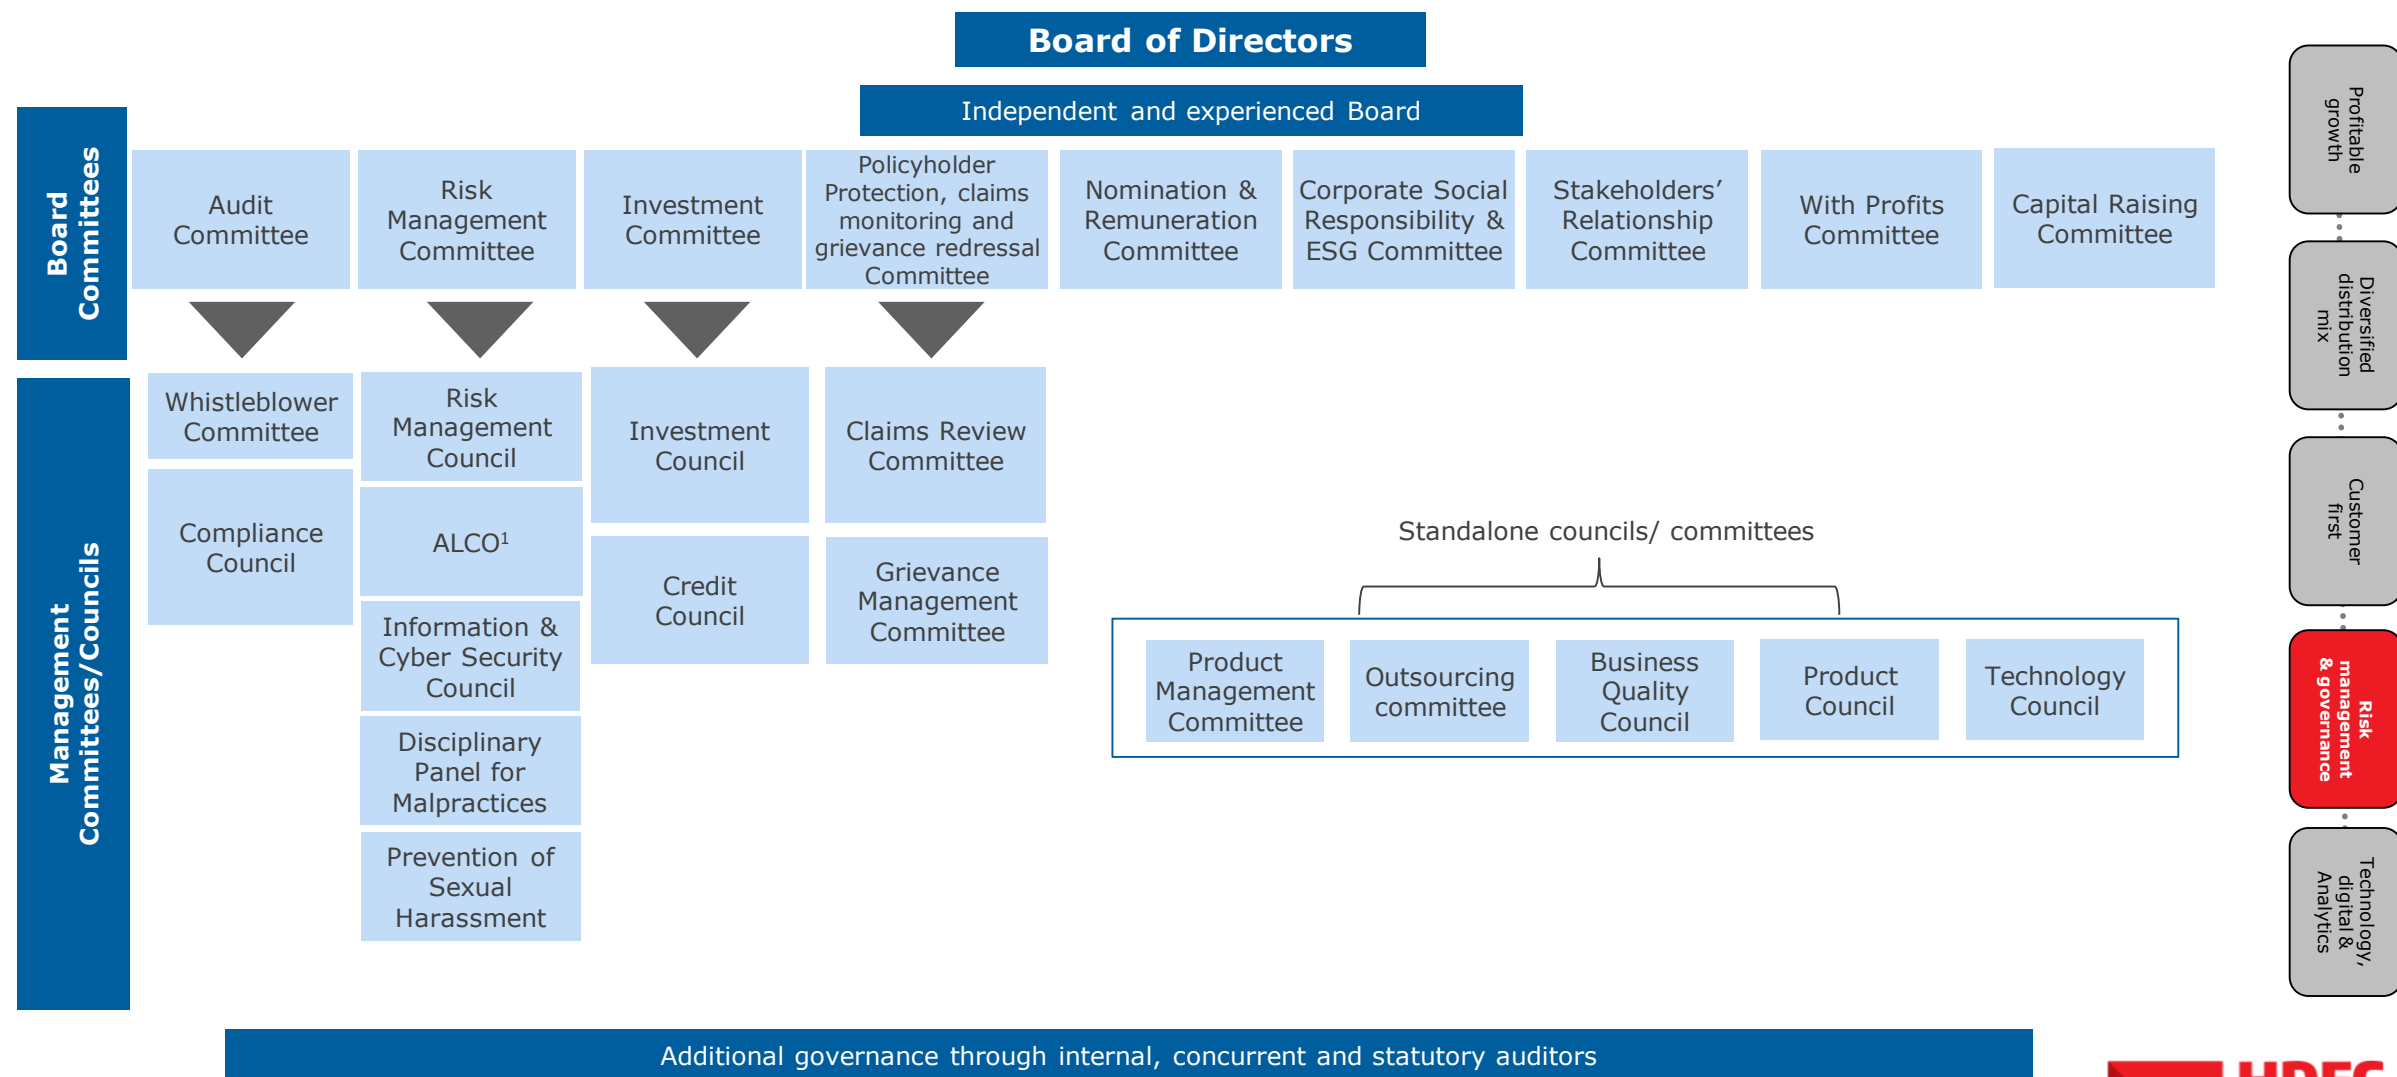 Board of Directors
Independent and experienced Board
Board
Committees
Audit
Committee
Risk
Management
Committee
Investment
Committee
Policyholder
Protection, claims
monitoring and
grievance redressal
Committee
Nomination &
Remuneration
Committee
Corporate Social
Responsibility &
ESG Committee
Stakeholders’
Relationship
Committee
With Profits
Committee
Capital Raising
Committee
Management
Committees/Councils
Whistleblower
Committee
Compliance
Council
Risk
Management
Council
ALCO¹
Information &
Cyber Security
Council
Disciplinary
Panel for
Malpractices
Prevention of
Sexual
Harassment
Investment
Council
Credit
Council
Claims Review
Committee
Grievance
Management
Committee
Standalone councils/ committees
Product
Management
Committee
Outsourcing
committee
Business
Quality
Council
Product
Council
Technology
Council
Additional governance through internal, concurrent and statutory auditors
Profitable
growth
Diversified
distribution
mix
Customer
first
Risk
management
& governance
Technology,
digital &
Analytics
HDFC